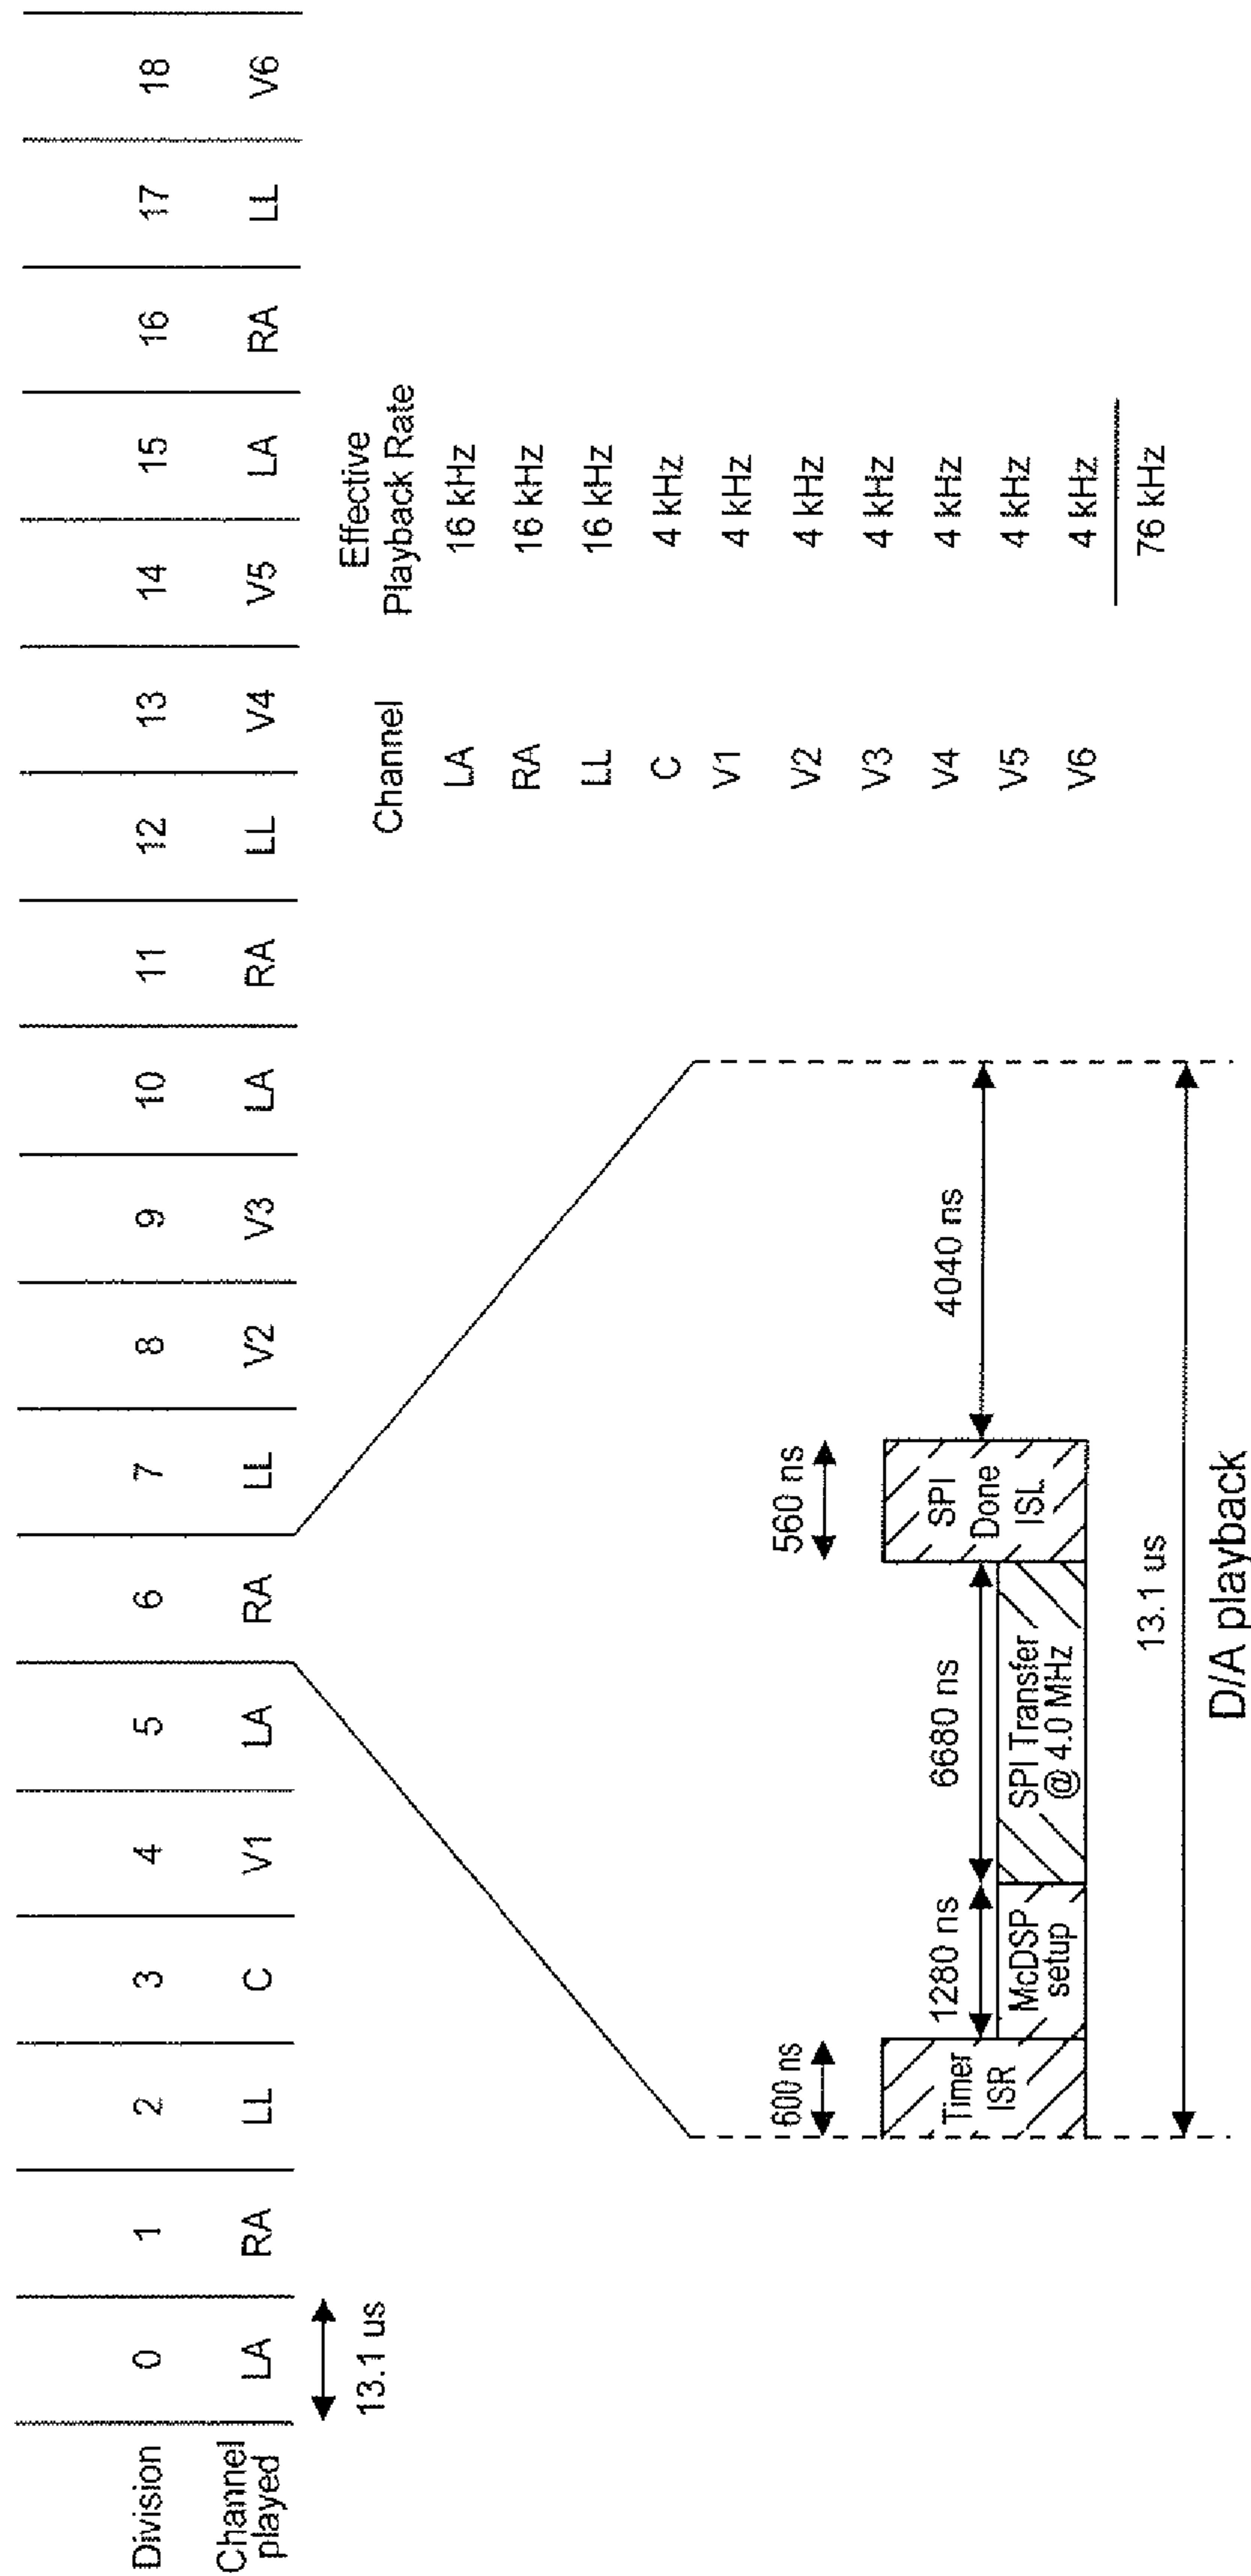 Division 0 1 2 3 4 5 6 7 8 9 10 11 12 13 14 15 16 17 18
Channel played LA RA LL C V1 LA RA LL V2 V3 LA RA LL V4 V5 LA RA LL V6
13.1 us
Channel Effective Playback Rate
LA 16 kHz
RA 16 kHz
LL 16 kHz
C 4 kHz
V1 4 kHz
V2 4 kHz
V3 4 kHz
V4 4 kHz
V5 4 kHz
V6 4 kHz
76 kHz
600 ns
560 ns
1280 ns
6680 ns
4040 ns
Timer
ISR
McDSP
setup
SPI Transfer
@ 4.0 MHz
SPI
Done
ISL
13.1 us
D/A playback